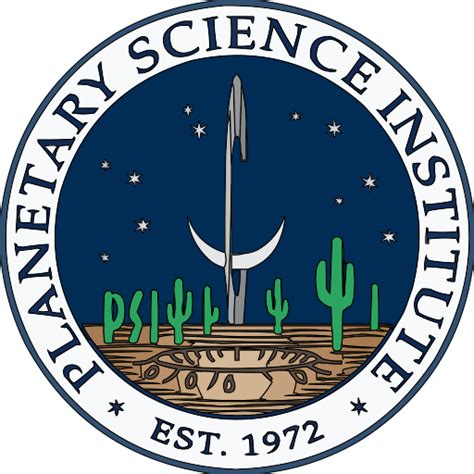 PLANETARY SCIENCE INSTITUTE
PSI
EST. 1972